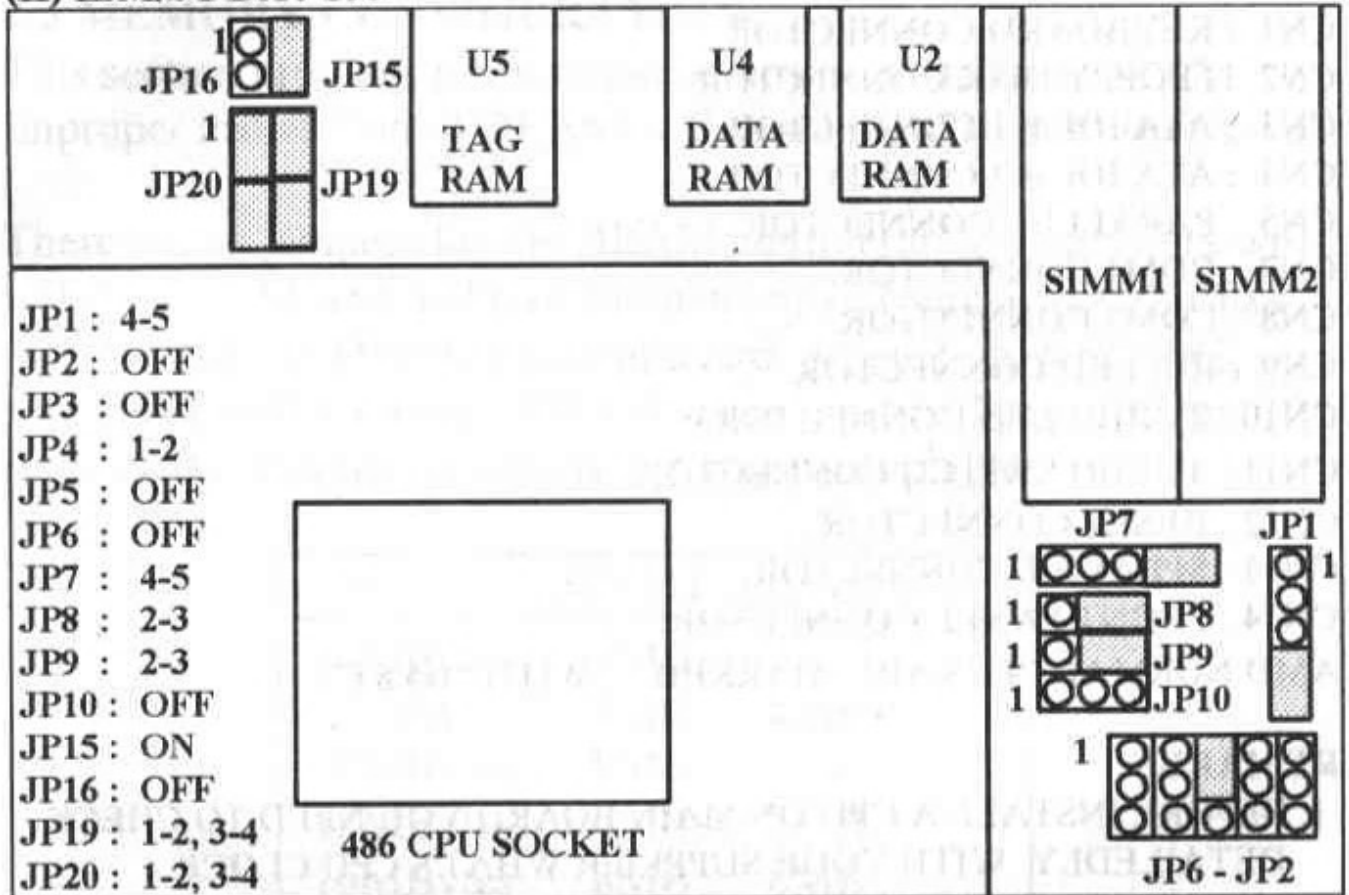 1
JP16 JP15
1
JP20 JP19
U5
TAG
RAM
U4
DATA
RAM
U2
DATA
RAM
SIMM1 SIMM2
JP1 : 4-5
JP2 : OFF
JP3 : OFF
JP4 : 1-2
JP5 : OFF
JP6 : OFF
JP7 : 4-5
JP8 : 2-3
JP9 : 2-3
JP10 : OFF
JP15 : ON
JP16 : OFF
JP19 : 1-2, 3-4
JP20 : 1-2, 3-4
486 CPU SOCKET
JP7 JP1
1 1
1 JP8
1 JP9
1 JP10
1
JP6 - JP2